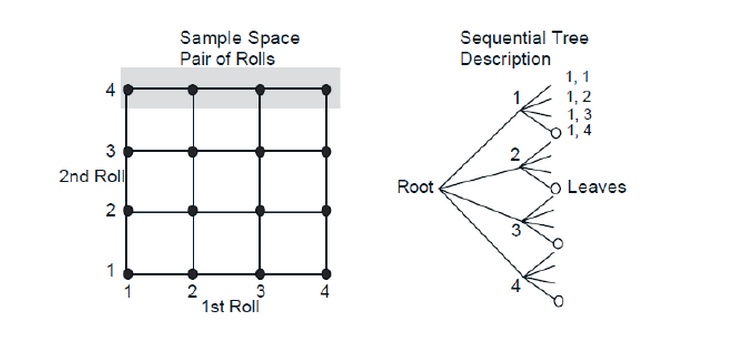 Sample Space
Pair of Rolls
4
3
2nd Roll
2
1
1 2 3 4
1st Roll
Sequential Tree
Description
1, 1
1, 2
1, 3
1, 4
1
2
Root
Leaves
3
4